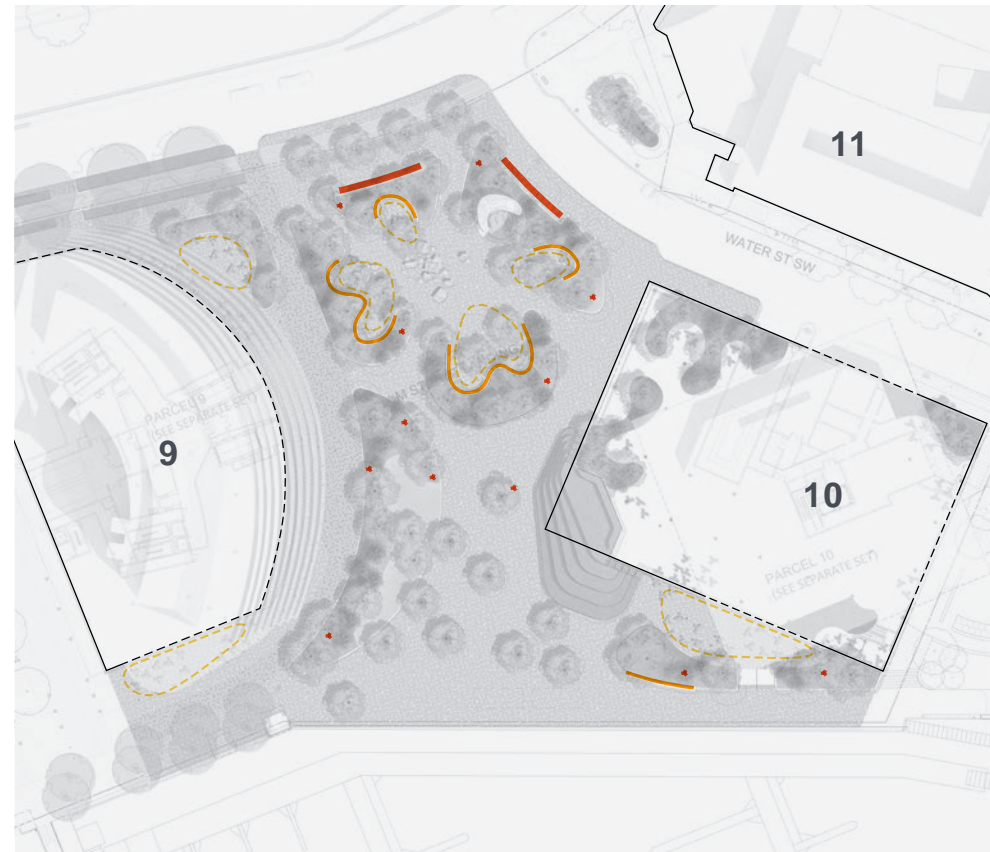 11
WATER ST SW
PARCEL 9
(SEE SEPARATE SET)
9
10
PARCEL 10
(SEE SEPARATE SET)